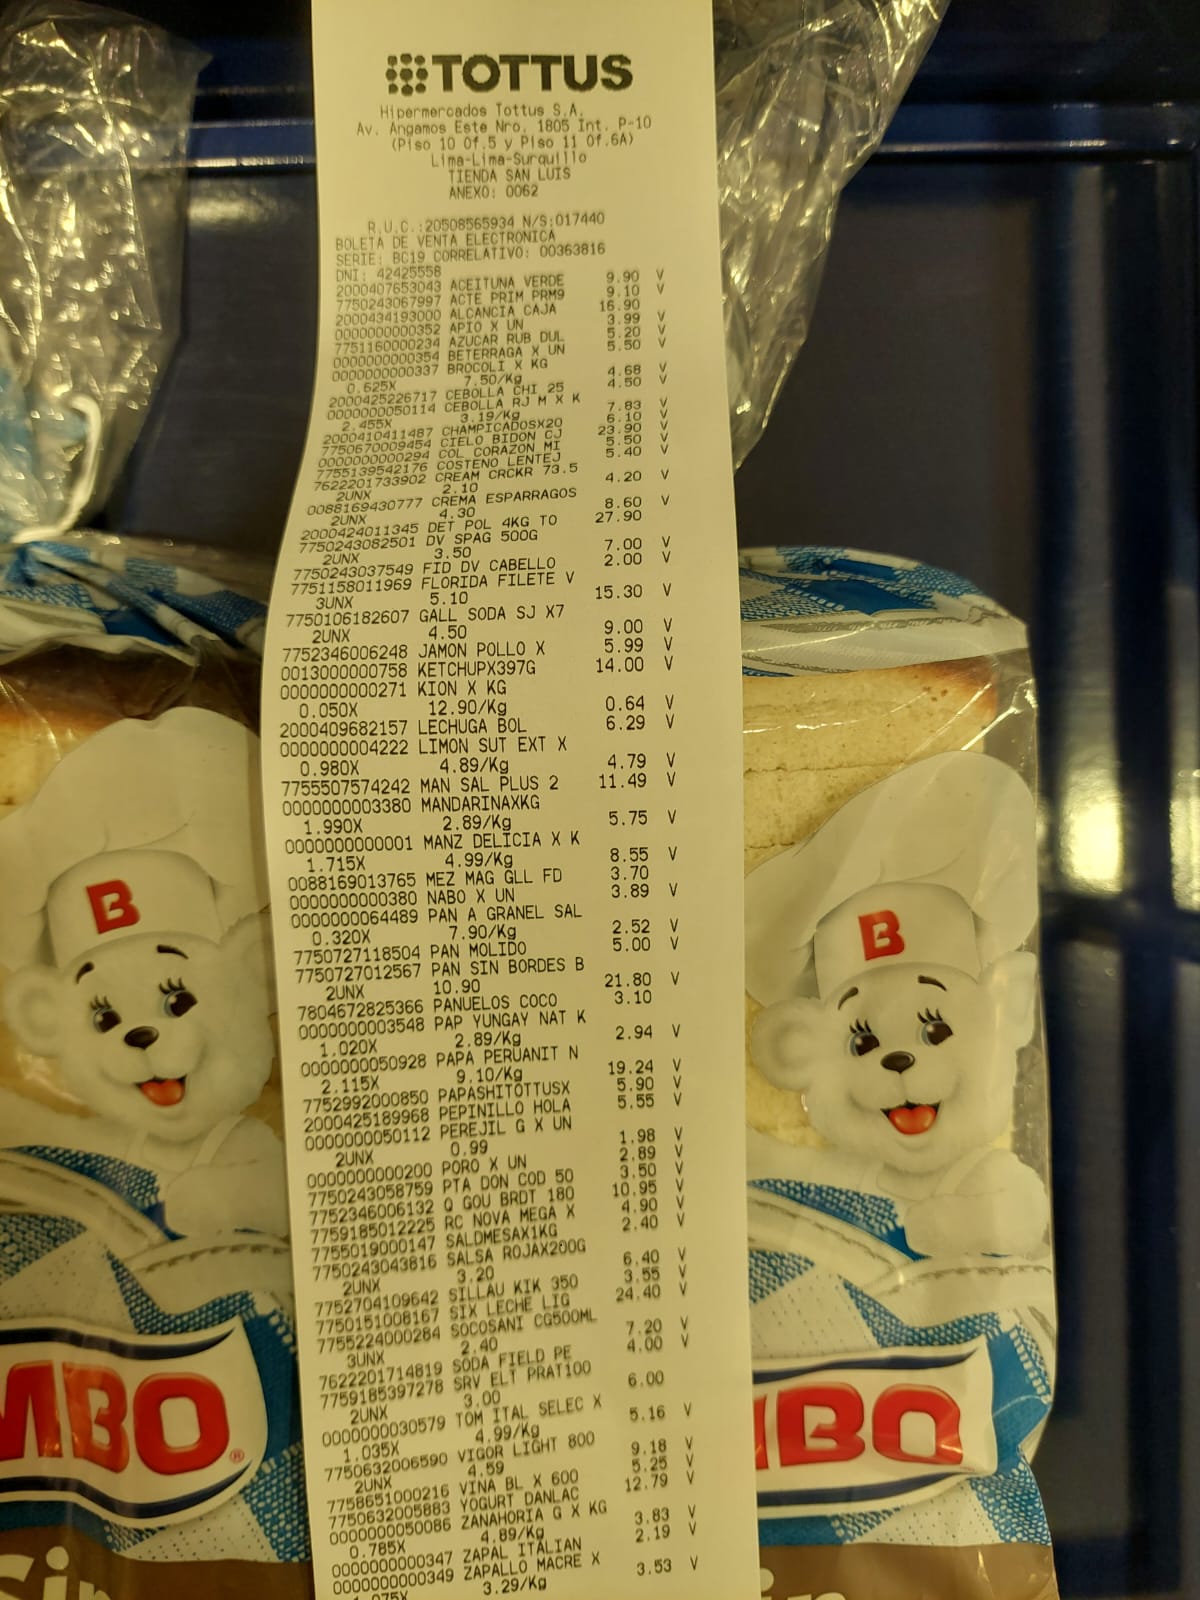 TOTTUS
Hipermercados Tottus S.A.
Av. Angamos Este Nro. 1805 Int. P-10
(Piso 10 Of.5 y Piso 11 Of.6A)
Lima-Lima-Surquillo
TIENDA SAN LUIS
ANEXO: 0062
R.U.C.:20508565934 N/S:017440
BOLETA DE VENTA ELECTRONICA
SERIE: BC19 CORRELATIVO: 00363816
DNI: 42425558
2000407653043 ACEITUNA VERDE 9.90 V
7750243067997 ACTE PRIM PRM9 9.10 V
2000434193000 ALCANCIA CAJA 16.90
0000000000352 APIO X UN 3.99 V
7751160000234 AZUCAR RUB DUL 5.20 V
0000000000354 BETERRAGA X UN 5.50 V
0000000000337 BROCOLI X KG
0.625X 7.50/Kg 4.68 V
2000425226717 CEBOLLA CHI 25 4.50 V
0000000050114 CEBOLLA RJ M X K
2.455X 3.19/Kg 7.83 V
2000410411487 CHAMPICADOSX20 6.10 V
7750670009454 CIELO BIDON CJ 23.90 V
0000000000294 COL CORAZON MI 5.50 V
7755139542176 COSTENO LENTEJ 5.40 V
7622201733902 CREAM CRCKR 73.5
2UNX 2.10 4.20 V
0088169430777 CREMA ESPARRAGOS
2UNX 4.30 8.60 V
2000424011345 DET POL 4KG TO 27.90
7750243082501 DV SPAG 500G
2UNX 3.50 7.00 V
7750243037549 FID DV CABELLO 2.00 V
7751158011969 FLORIDA FILETE V
3UNX 5.10 15.30 V
7750106182607 GALL SODA SJ X7
2UNX 4.50 9.00 V
7752346006248 JAMON POLLO X 5.99 V
0013000000758 KETCHUPX397G 14.00 V
0000000000271 KION X KG
0.050X 12.90/Kg 0.64 V
2000409682157 LECHUGA BOL 6.29 V
0000000004222 LIMON SUT EXT X
0.980X 4.89/Kg 4.79 V
7755507574242 MAN SAL PLUS 2 11.49 V
0000000003380 MANDARINAXKG
1.990X 2.89/Kg 5.75 V
0000000000001 MANZ DELICIA X K
1.715X 4.99/Kg 8.55 V
0088169013765 MEZ MAG GLL FD 3.70
0000000000380 NABO X UN 3.89 V
0000000064489 PAN A GRANEL SAL
0.320X 7.90/Kg 2.52 V
7750727118504 PAN MOLIDO 5.00 V
7750727012567 PAN SIN BORDES B
2UNX 10.90 21.80 V
7804672825366 PANUELOS COCO 3.10
0000000003548 PAP YUNGAY NAT K
1.020X 2.89/Kg 2.94 V
0000000050928 PAPA PERUANIT N
2.115X 9.10/Kg 19.24 V
7752992000850 PAPASHITOTTUSX 5.90 V
2000425189968 PEPINILLO HOLA 5.55 V
0000000050112 PEREJIL G X UN
2UNX 0.99 1.98 V
0000000000200 PORO X UN 2.89 V
7750243058759 PTA DON COD 50 3.50 V
7752346006132 Q GOU BRDT 180 10.95 V
7759185012225 RC NOVA MEGA X 4.90 V
7755019000147 SALDMESAX1KG 2.40 V
7750243043816 SALSA ROJAX200G
2UNX 3.20 6.40 V
7752704109642 SILLAU KIK 350 3.55 V
7750151008167 SIX LECHE LIG 24.40 V
7755224000284 SOCOSANI CG500ML
3UNX 2.40 7.20 V
7622201714819 SODA FIELD PE 4.00 V
7759185397278 SRV ELT PRAT100
2UNX 3.00 6.00
0000000030579 TOM ITAL SELEC X
1.035X 4.99/Kg 5.16 V
7750632006590 VIGOR LIGHT 800
2UNX 4.59 9.18 V
7758651000216 VINA BL X 600 5.25 V
7750632005883 YOGURT DANLAC 12.79 V
0000000050086 ZANAHORIA G X KG
0.785X 4.89/Kg 3.83 V
0000000000347 ZAPAL ITALIAN 2.19 V
0000000000349 ZAPALLO MACRE X
3.29/Kg 3.53 V
B
B
MBO
BO
Sin